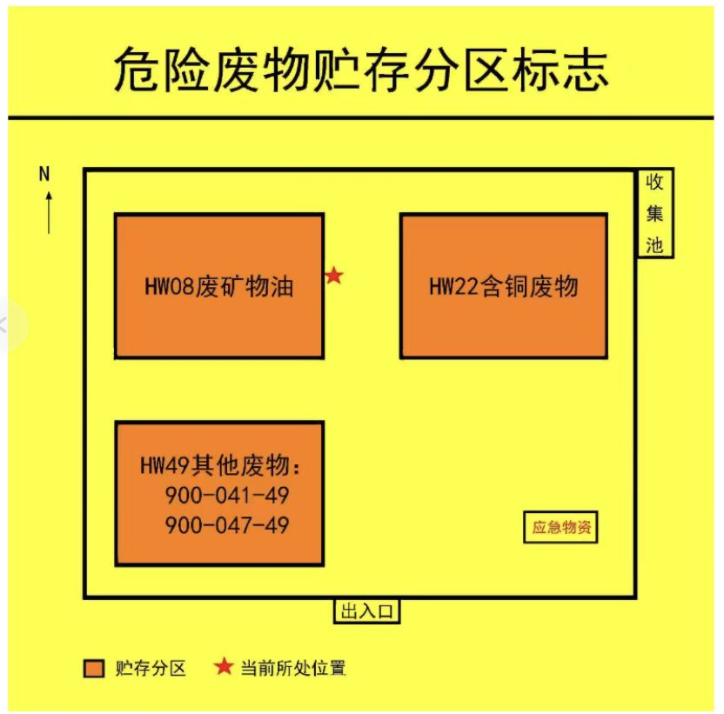 危险废物贮存分区标志
N
收集池
HW08废矿物油
HW22含铜废物
HW49其他废物：
900-041-49
900-047-49
应急物资
出入口
贮存分区
当前所处位置